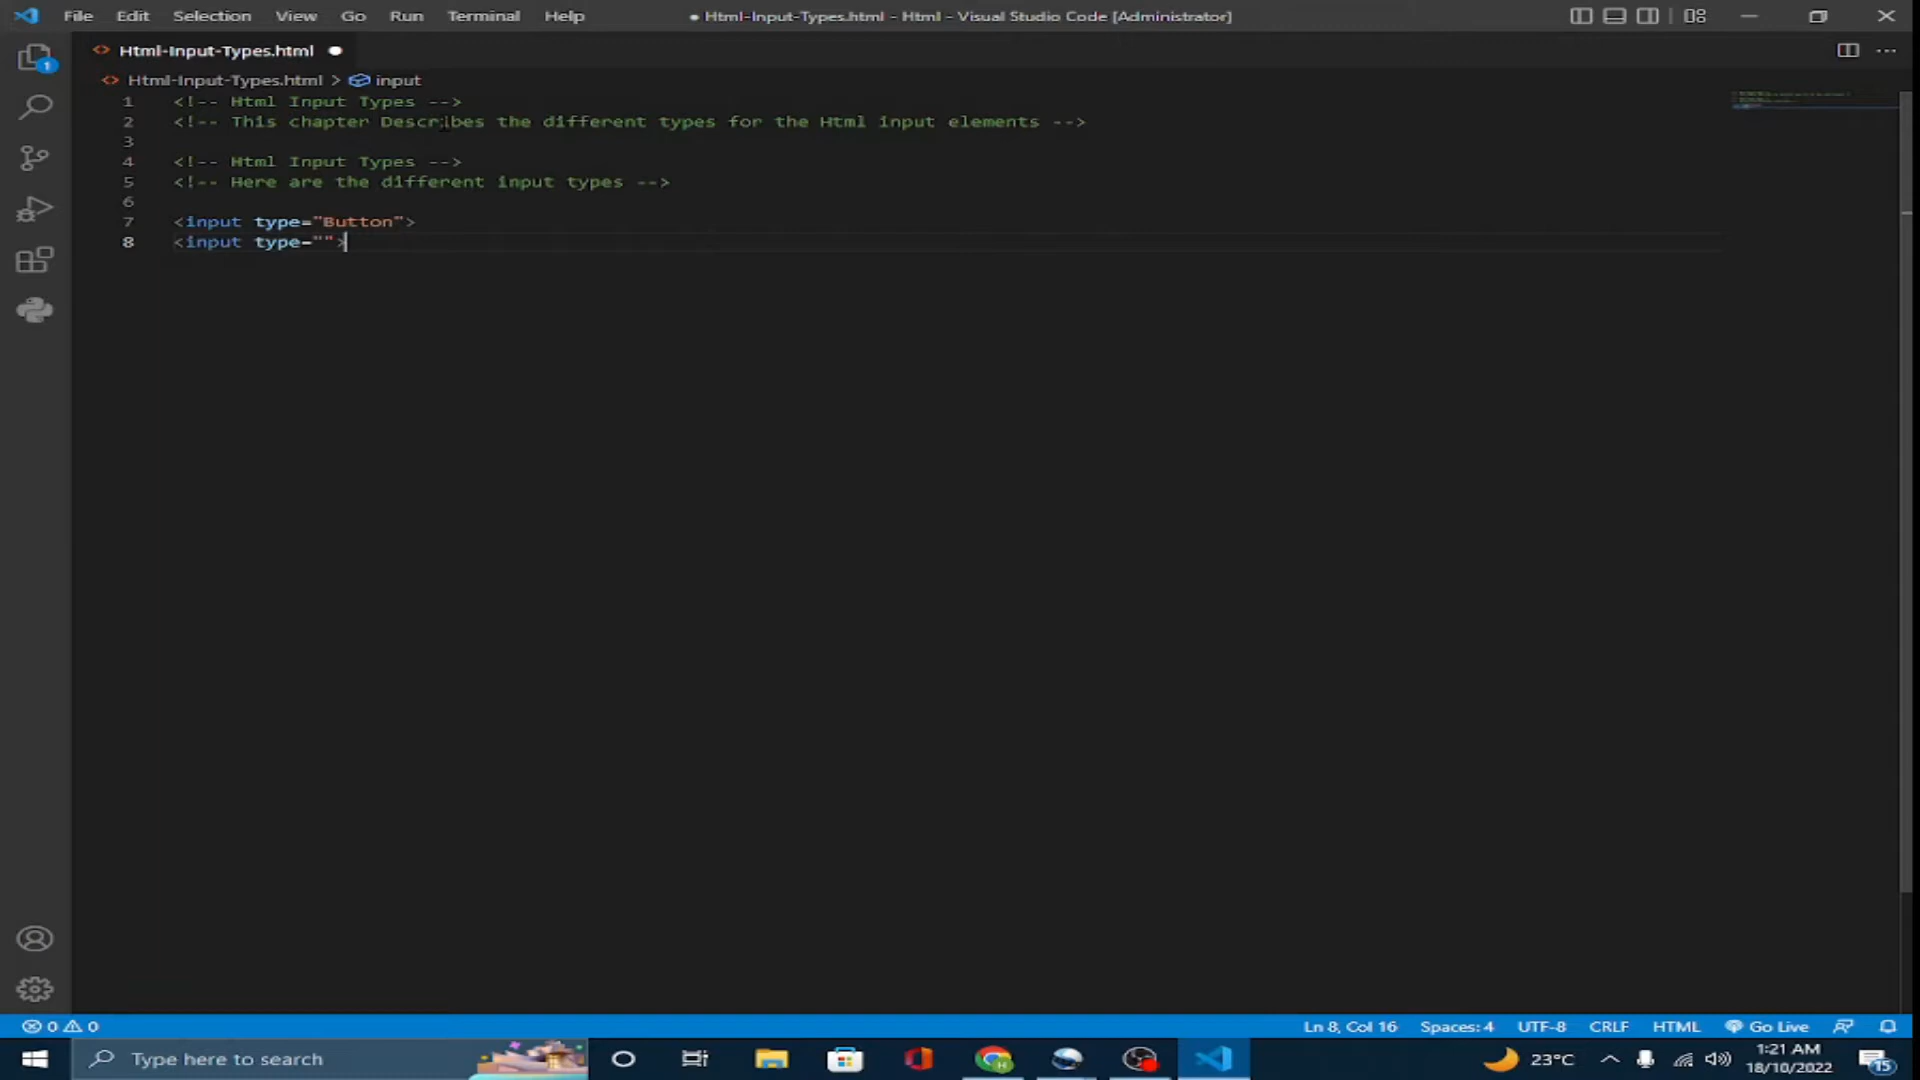 File Edit Selection View Go Run Terminal Help
● Html-Input-Types.html - Html - Visual Studio Code [Administrator]
Html-Input-Types.html
Html-Input-Types.html > input
1 <!-- Html Input Types -->
2 <!-- This chapter Describes the different types for the Html input elements -->
3
4 <!-- Html Input Types -->
5 <!-- Here are the different input types -->
6
7 <input type="Button">
8 <input type="">
1
0 0
Ln 8, Col 16 Spaces: 4 UTF-8 CRLF HTML Go Live
Type here to search
23°C
1:21 AM
18/10/2022
15